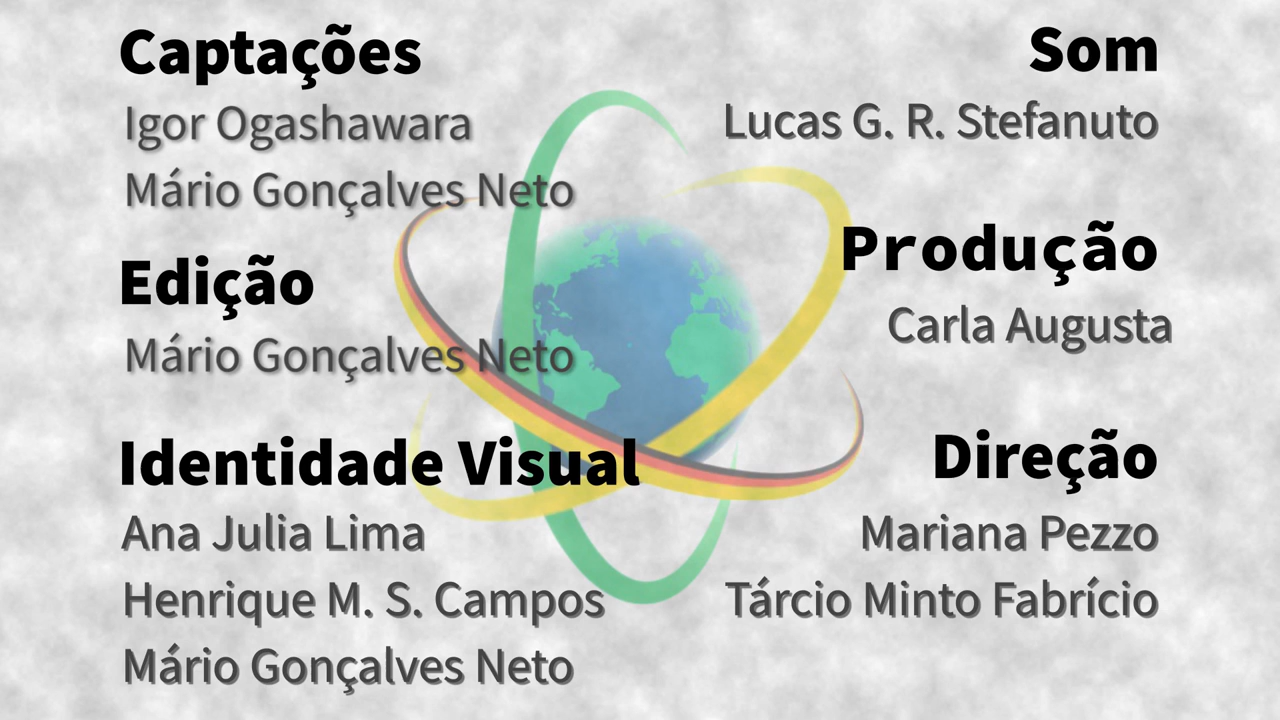 Captações
Igor Ogashawara
Mário Gonçalves Neto
Edição
Mário Gonçalves Neto
Identidade Visual
Ana Julia Lima
Henrique M. S. Campos
Mário Gonçalves Neto
Som
Lucas G. R. Stefanuto
Produção
Carla Augusta
Direção
Mariana Pezzo
Tárcio Minto Fabrício